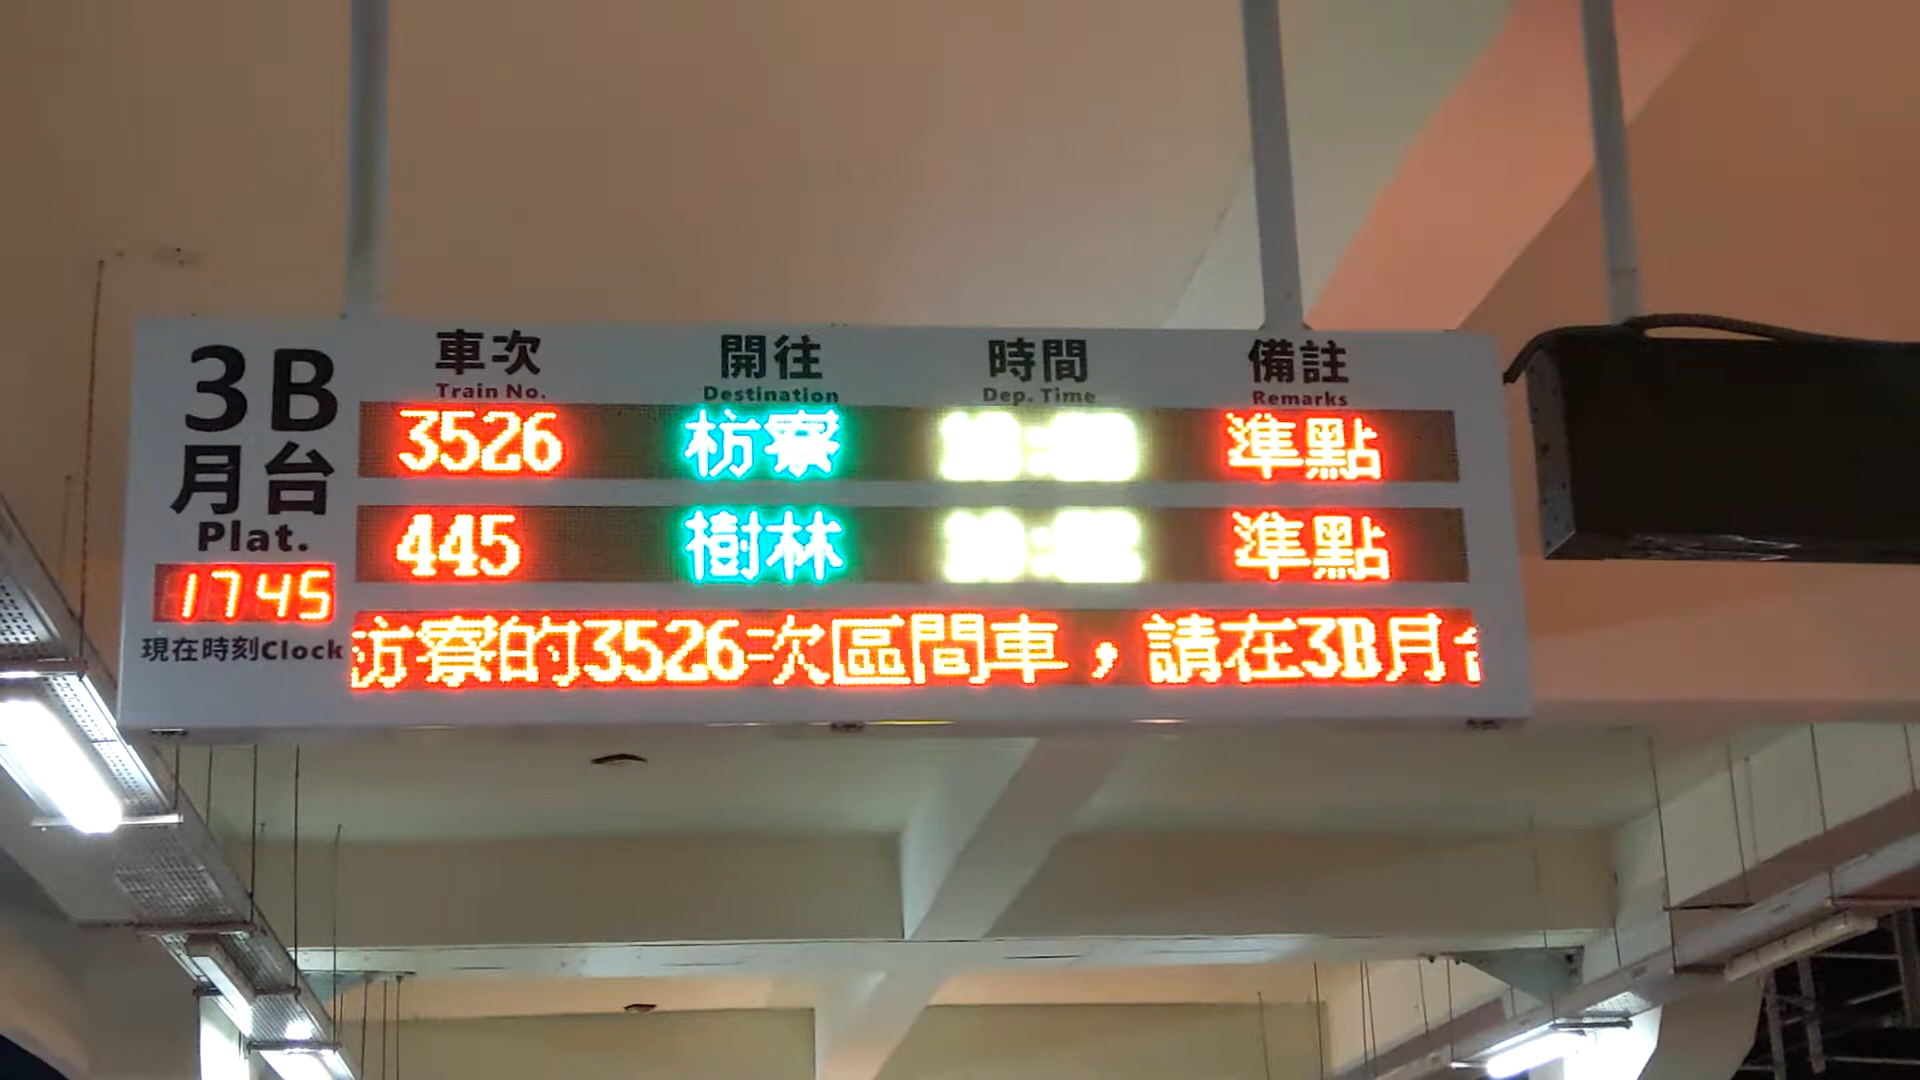 3B
月台
Plat.
1745
現在時刻Clock
車次 開往 時間 備註
Train No. Destination Dep. Time Remarks
3526 枋寮 準點
445 樹林 準點
寮的3526次區間車，請在3B月